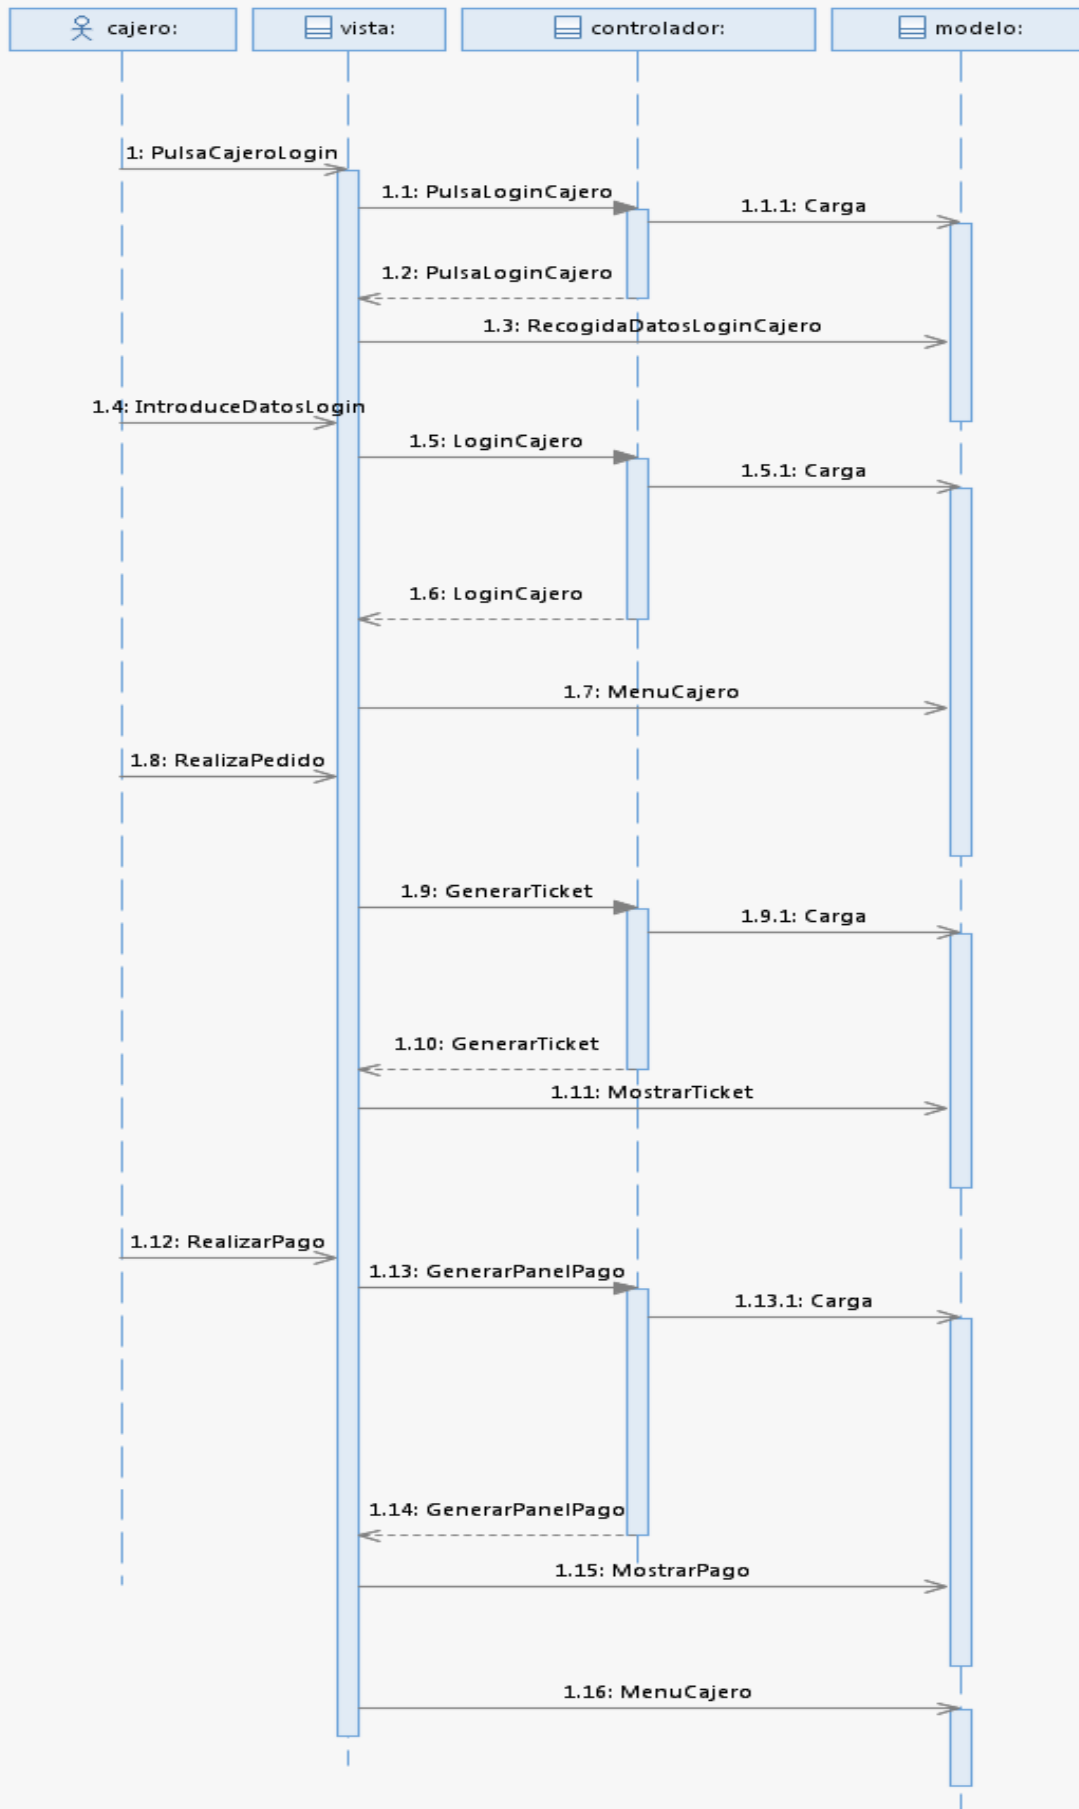 cajero:
vista:
controlador:
modelo:
1: PulsaCajeroLogin
1.1: PulsaLoginCajero
1.1.1: Carga
1.2: PulsaLoginCajero
1.3: RecogidaDatosLoginCajero
1.4: IntroduceDatosLogin
1.5: LoginCajero
1.5.1: Carga
1.6: LoginCajero
1.7: MenuCajero
1.8: RealizaPedido
1.9: GenerarTicket
1.9.1: Carga
1.10: GenerarTicket
1.11: MostrarTicket
1.12: RealizarPago
1.13: GenerarPanelPago
1.13.1: Carga
1.14: GenerarPanelPago
1.15: MostrarPago
1.16: MenuCajero